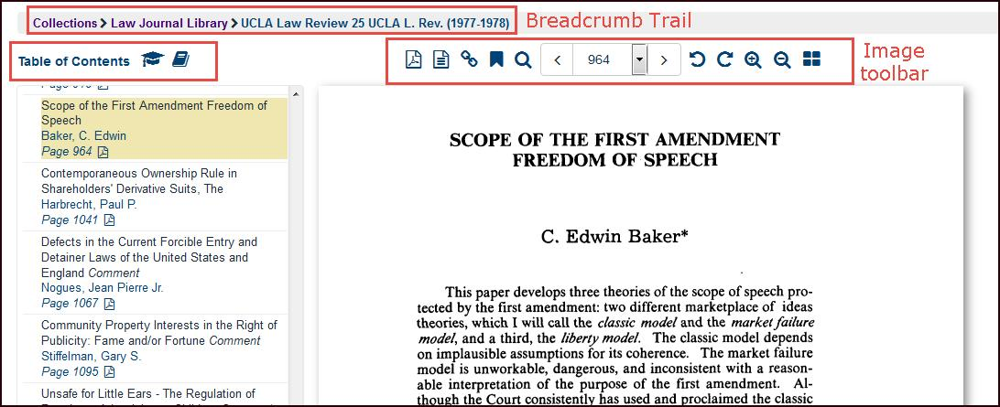 Collections > Law Journal Library > UCLA Law Review 25 UCLA L. Rev. (1977-1978)
Breadcrumb Trail
Table of Contents
964
Image
toolbar
Scope of the First Amendment Freedom of
Speech
Baker, C. Edwin
Page 964
Contemporaneous Ownership Rule in
Shareholders' Derivative Suits, The
Harbrecht, Paul P.
Page 1041
Defects in the Current Forcible Entry and
Detainer Laws of the United States and
England Comment
Nogues, Jean Pierre Jr.
Page 1067
Community Property Interests in the Right of
Publicity: Fame and/or Fortune Comment
Stiffelman, Gary S.
Page 1095
Unsafe for Little Ears - The Regulation of
SCOPE OF THE FIRST AMENDMENT
FREEDOM OF SPEECH
C. Edwin Baker*
This paper develops three theories of the scope of speech pro-
tected by the first amendment: two different marketplace of ideas
theories, which I will call the classic model and the market failure
model, and a third, the liberty model. The classic model depends
on implausible assumptions for its coherence. The market failure
model is unworkable, dangerous, and inconsistent with a reason-
able interpretation of the purpose of the first amendment. Al-
though the Court consistently has used and proclaimed the classic